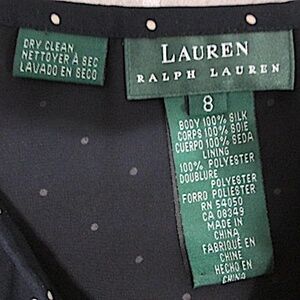 DRY CLEAN
NETTOYER À SEC
LAVADO EN SECO
LAUREN
RALPH LAUREN
8
BODY 100% SILK
CORPS 100% SOIE
CUERPO 100% SEDA
LINING
100% POLYESTER
DOUBLURE
POLYESTER
FORRO POLIESTER
RN 54050
CA 08349
MADE IN
CHINA
FABRIQUÉ EN
CHINE
HECHO EN
CHINO